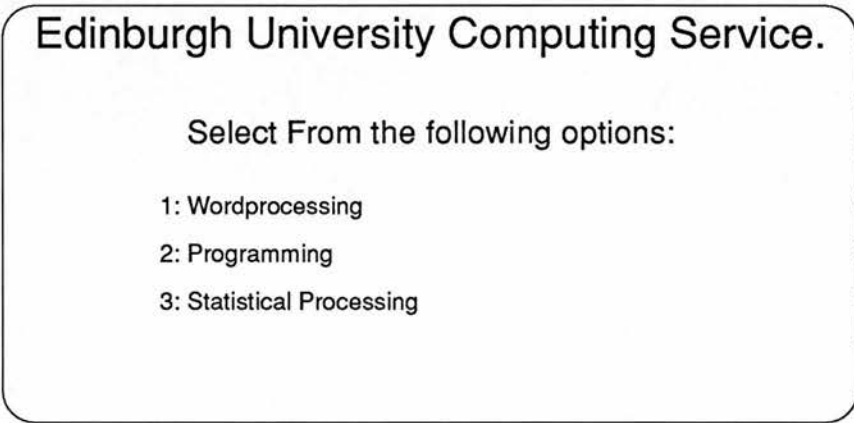 Edinburgh University Computing Service.
Select From the following options:
1: Wordprocessing
2: Programming
3: Statistical Processing